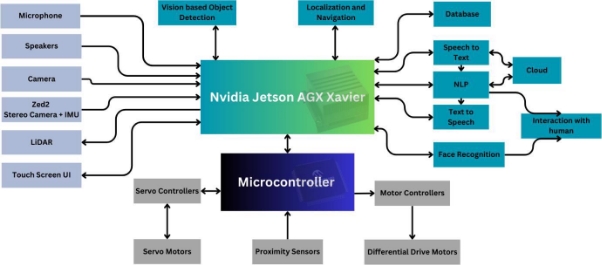 Microphone
Speakers
Camera
Zed2
Stereo Camera + IMU
LiDAR
Touch Screen UI
Vision based Object
Detection
Localization and
Navigation
Nvidia Jetson AGX Xavier
Database
Speech to
Text
NLP
Text to
Speech
Cloud
Interaction with
human
Face Recognition
Microcontroller
Servo Controllers
Motor Controllers
Servo Motors
Proximity Sensors
Differential Drive Motors